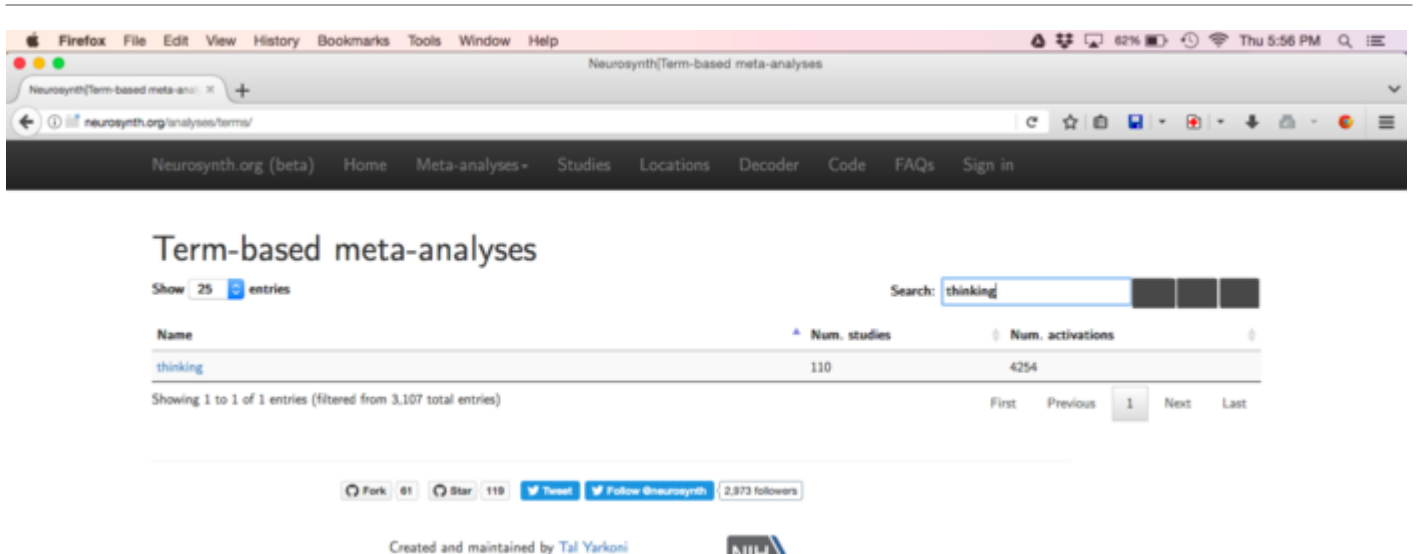 Firefox File Edit View History Bookmarks Tools Window Help 62% Thu 5:56 PM
Neurosynth|Term-based meta-analyses
Neurosynth|Term-based meta-anal
neurosynth.org/analyses/terms/
Neurosynth.org (beta) Home Meta-analyses Studies Locations Decoder Code FAQs Sign in
Term-based meta-analyses
Show 25 entries Search: thinking
Name Num. studies Num. activations
thinking 110 4254
Showing 1 to 1 of 1 entries (filtered from 3,107 total entries) First Previous 1 Next Last
Fork 61 Star 119 Tweet Follow @neurosynth 2,973 followers
Created and maintained by Tal Yarkoni NIH